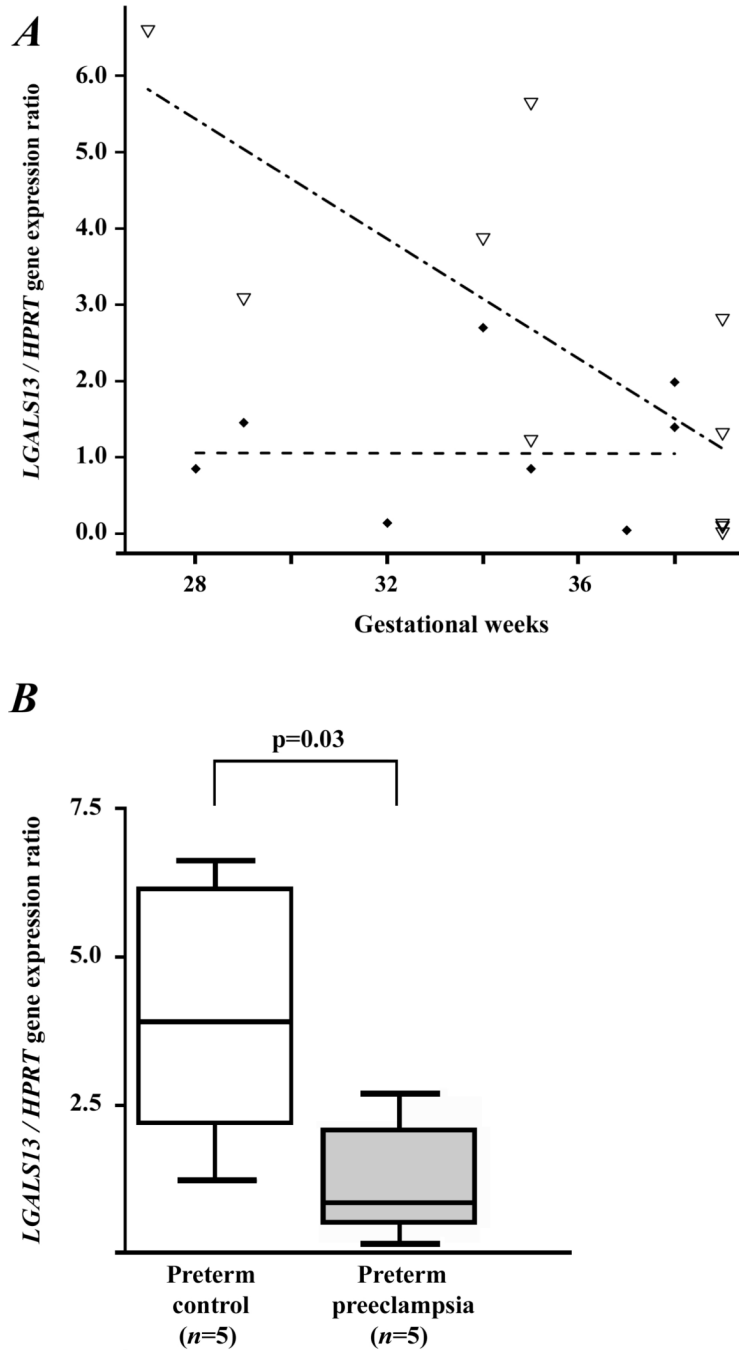 A
LGALS13 / HPRT gene expression ratio
6.0
5.0
4.0
3.0
2.0
1.0
0.0
28 32 36
Gestational weeks
B
p=0.03
LGALS13 / HPRT gene expression ratio
7.5
5.0
2.5
Preterm control (n=5)
Preterm preeclampsia (n=5)